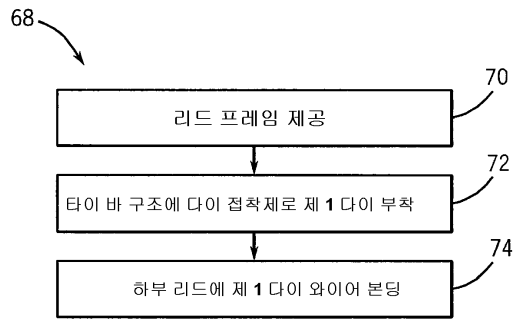 68
70
리드 프레임 제공
72
타이 바 구조에 다이 접착제로 제 1 다이 부착
74
하부 리드에 제 1 다이 와이어 본딩